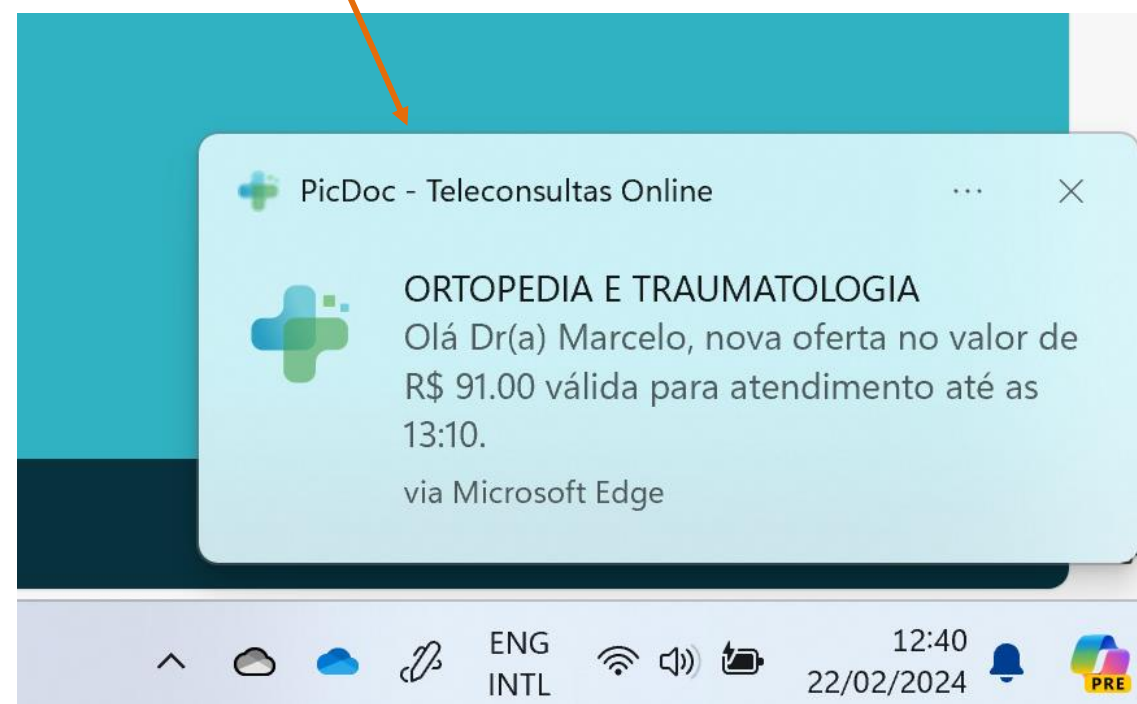 PicDoc - Teleconsultas Online
ORTOPEDIA E TRAUMATOLOGIA
Olá Dr(a) Marcelo, nova oferta no valor de
R$ 91.00 válida para atendimento até as
13:10.
via Microsoft Edge
ENG
INTL
12:40
22/02/2024
PRE